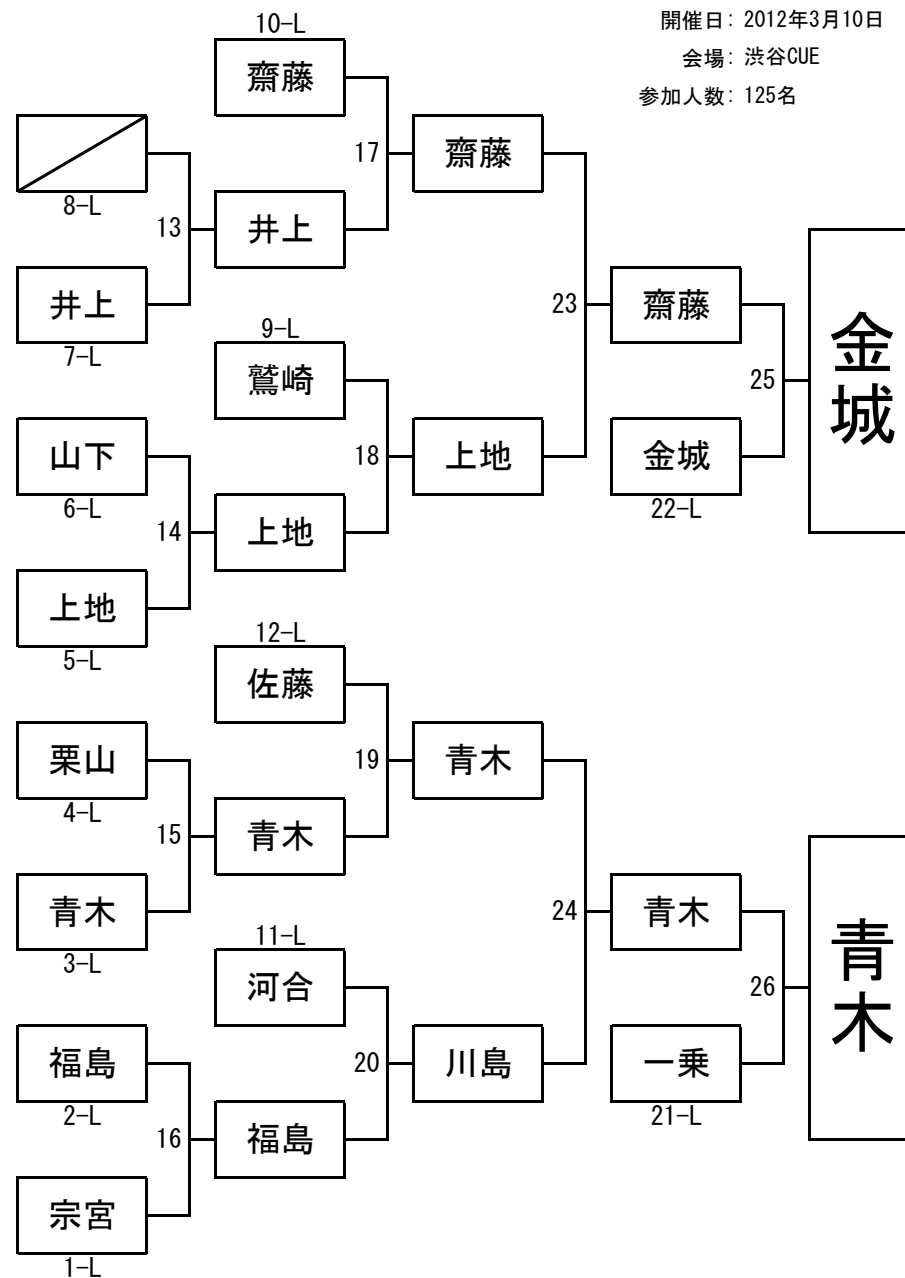 10-L
開催日: 2012年3月10日
会場: 渋谷CUE
参加人数: 125名
齋藤
17
齋藤
8-L
13
井上
井上
7-L
23
齋藤
25
金城
9-L
鷲崎
山下
6-L
18
上地
金城
22-L
14
上地
上地
5-L
12-L
佐藤
栗山
4-L
19
青木
15
青木
青木
3-L
24
青木
26
青木
11-L
河合
福島
2-L
20
川島
一乗
21-L
16
福島
宗宮
1-L